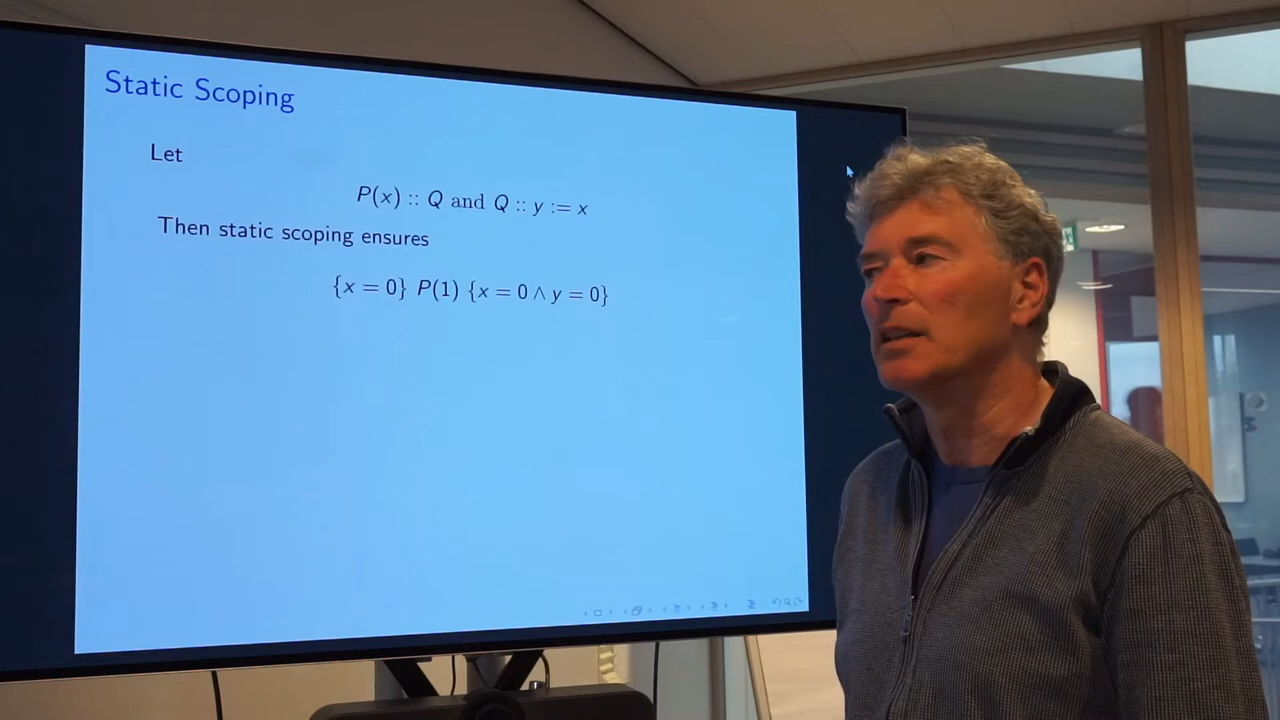 Static Scoping
Let
P(x) :: Q and Q :: y := x
Then static scoping ensures
{x = 0} P(1) {x = 0 ∧ y = 0}